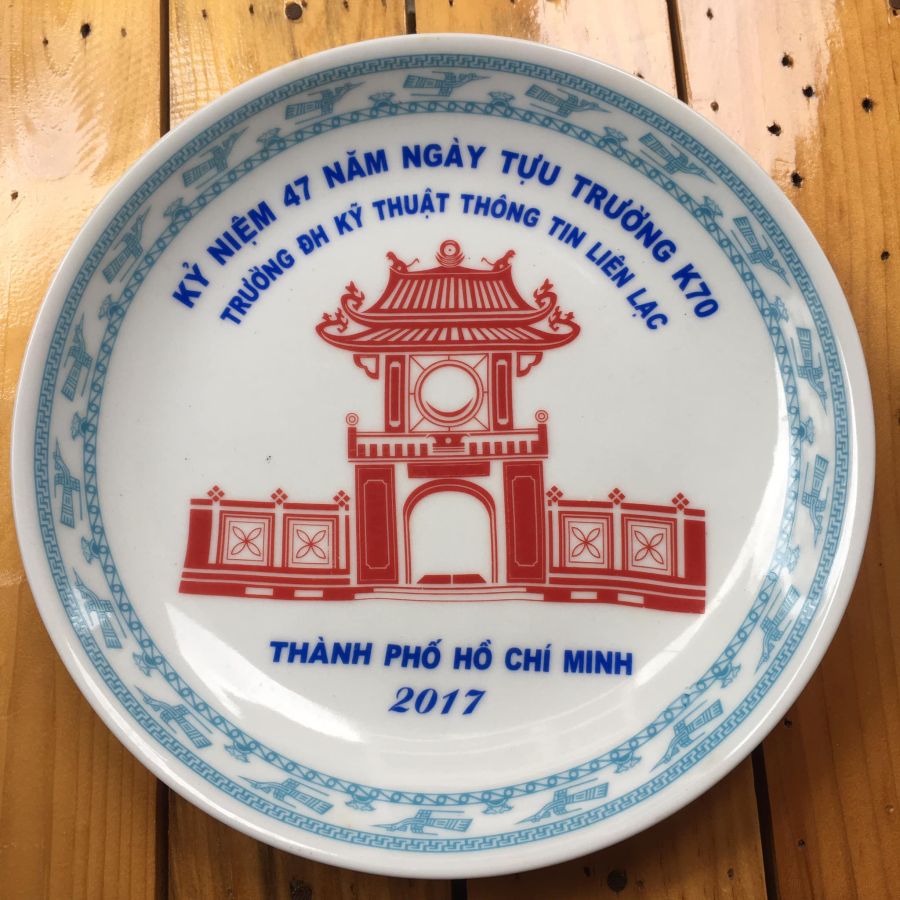 KỶ NIỆM 47 NĂM NGÀY TỰU TRƯỜNG K70
TRƯỜNG ĐH KỸ THUẬT THÔNG TIN LIÊN LẠC
THÀNH PHỐ HỒ CHÍ MINH
2017